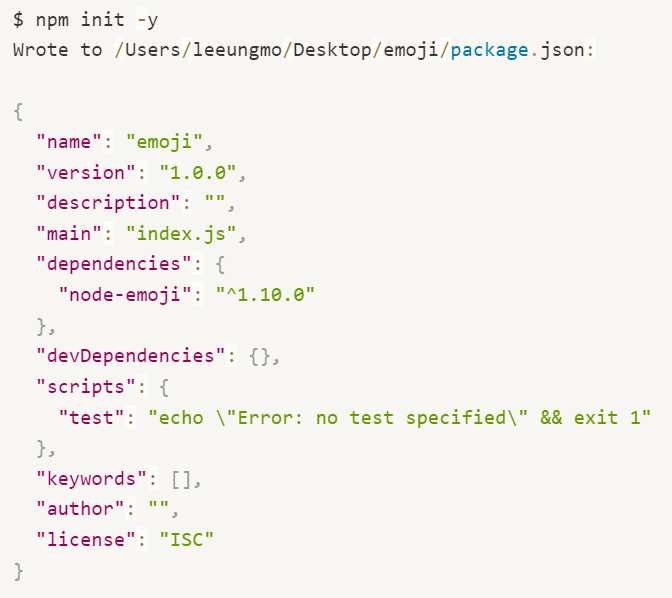 $ npm init -y
Wrote to /Users/leeungmo/Desktop/emoji/package.json:
{
"name": "emoji",
"version": "1.0.0",
"description": "",
"main": "index.js",
"dependencies": {
"node-emoji": "^1.10.0"
},
"devDependencies": {},
"scripts": {
"test": "echo \"Error: no test specified\" && exit 1"
},
"keywords": [],
"author": "",
"license": "ISC"
}